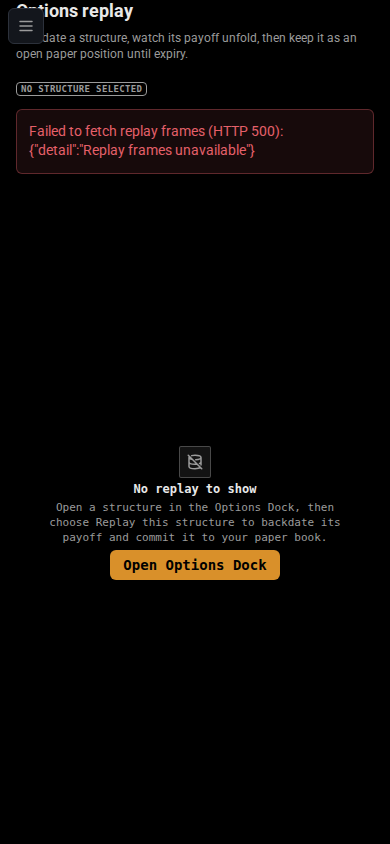 Options replay
date a structure, watch its payoff unfold, then keep it as an
open paper position until expiry.
NO STRUCTURE SELECTED
Failed to fetch replay frames (HTTP 500):
{"detail":"Replay frames unavailable"}
No replay to show
Open a structure in the Options Dock, then
choose Replay this structure to backdate its
payoff and commit it to your paper book.
Open Options Dock